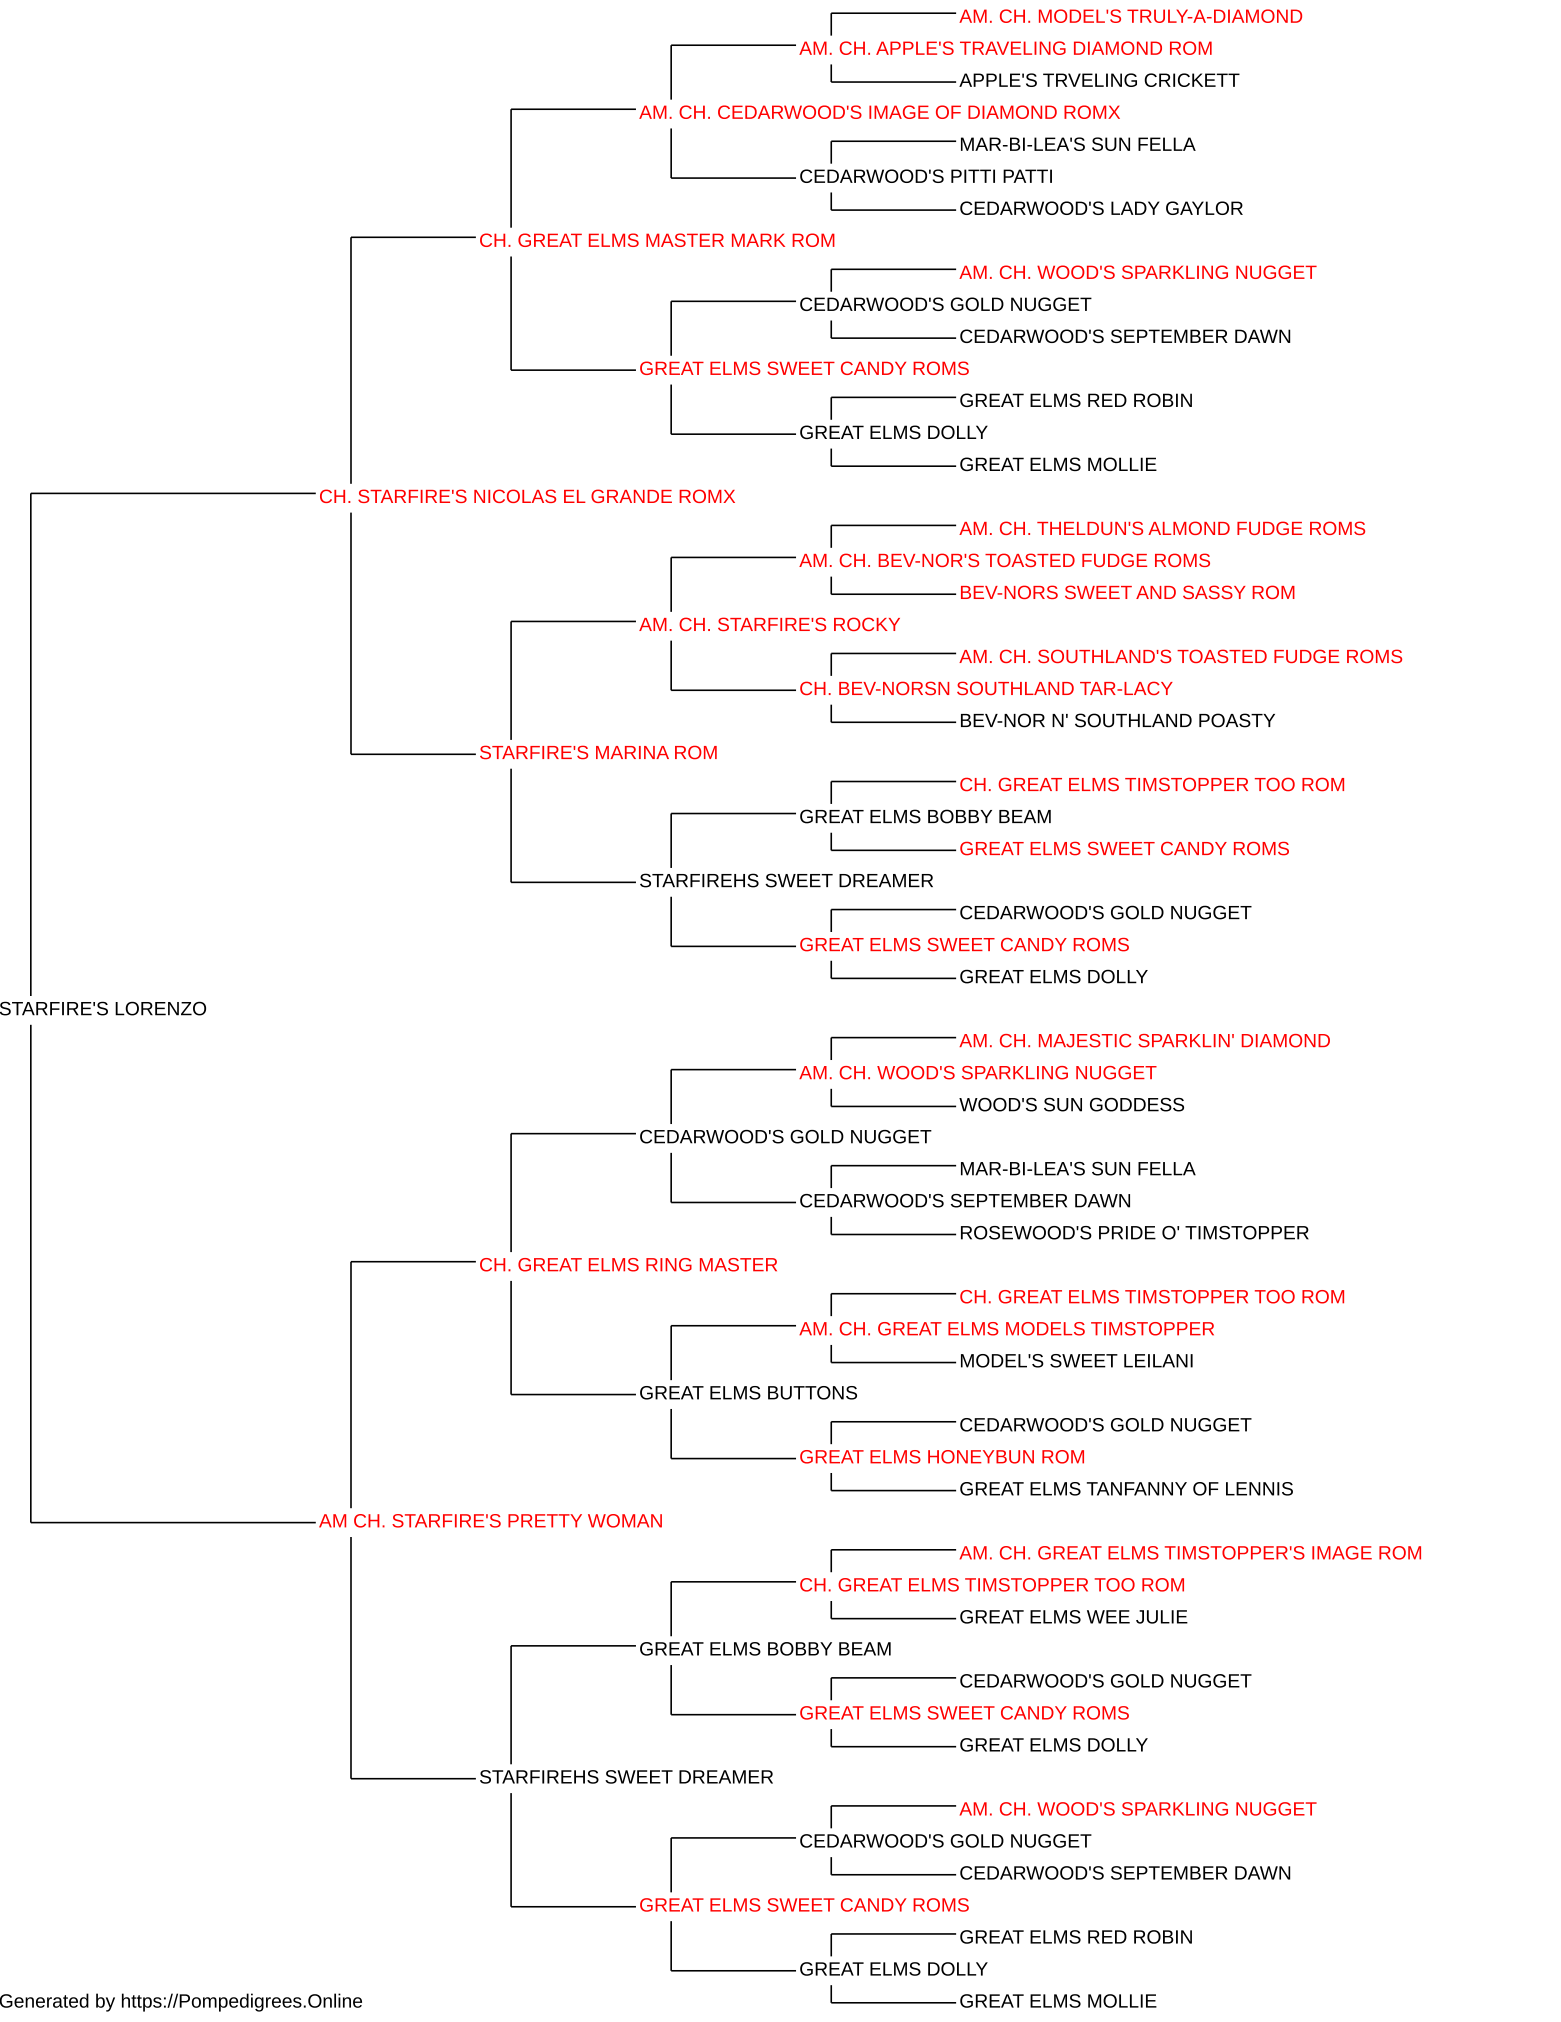 AM. CH. MODEL'S TRULY-A-DIAMOND
AM. CH. APPLE'S TRAVELING DIAMOND ROM
APPLE'S TRVELING CRICKETT
AM. CH. CEDARWOOD'S IMAGE OF DIAMOND ROMX
MAR-BI-LEA'S SUN FELLA
CEDARWOOD'S PITTI PATTI
CEDARWOOD'S LADY GAYLOR
CH. GREAT ELMS MASTER MARK ROM
AM. CH. WOOD'S SPARKLING NUGGET
CEDARWOOD'S GOLD NUGGET
CEDARWOOD'S SEPTEMBER DAWN
GREAT ELMS SWEET CANDY ROMS
GREAT ELMS RED ROBIN
GREAT ELMS DOLLY
GREAT ELMS MOLLIE
CH. STARFIRE'S NICOLAS EL GRANDE ROMX
AM. CH. THELDUN'S ALMOND FUDGE ROMS
AM. CH. BEV-NOR'S TOASTED FUDGE ROMS
BEV-NORS SWEET AND SASSY ROM
AM. CH. STARFIRE'S ROCKY
AM. CH. SOUTHLAND'S TOASTED FUDGE ROMS
CH. BEV-NORSN SOUTHLAND TAR-LACY
BEV-NOR N' SOUTHLAND POASTY
STARFIRE'S MARINA ROM
CH. GREAT ELMS TIMSTOPPER TOO ROM
GREAT ELMS BOBBY BEAM
GREAT ELMS SWEET CANDY ROMS
STARFIREHS SWEET DREAMER
CEDARWOOD'S GOLD NUGGET
GREAT ELMS SWEET CANDY ROMS
GREAT ELMS DOLLY
STARFIRE'S LORENZO
AM. CH. MAJESTIC SPARKLIN' DIAMOND
AM. CH. WOOD'S SPARKLING NUGGET
WOOD'S SUN GODDESS
CEDARWOOD'S GOLD NUGGET
MAR-BI-LEA'S SUN FELLA
CEDARWOOD'S SEPTEMBER DAWN
ROSEWOOD'S PRIDE O' TIMSTOPPER
CH. GREAT ELMS RING MASTER
CH. GREAT ELMS TIMSTOPPER TOO ROM
AM. CH. GREAT ELMS MODELS TIMSTOPPER
MODEL'S SWEET LEILANI
GREAT ELMS BUTTONS
CEDARWOOD'S GOLD NUGGET
GREAT ELMS HONEYBUN ROM
GREAT ELMS TANFANNY OF LENNIS
AM CH. STARFIRE'S PRETTY WOMAN
AM. CH. GREAT ELMS TIMSTOPPER'S IMAGE ROM
CH. GREAT ELMS TIMSTOPPER TOO ROM
GREAT ELMS WEE JULIE
GREAT ELMS BOBBY BEAM
CEDARWOOD'S GOLD NUGGET
GREAT ELMS SWEET CANDY ROMS
GREAT ELMS DOLLY
STARFIREHS SWEET DREAMER
AM. CH. WOOD'S SPARKLING NUGGET
CEDARWOOD'S GOLD NUGGET
CEDARWOOD'S SEPTEMBER DAWN
GREAT ELMS SWEET CANDY ROMS
GREAT ELMS RED ROBIN
GREAT ELMS DOLLY
GREAT ELMS MOLLIE
Generated by https://Pompedigrees.Online